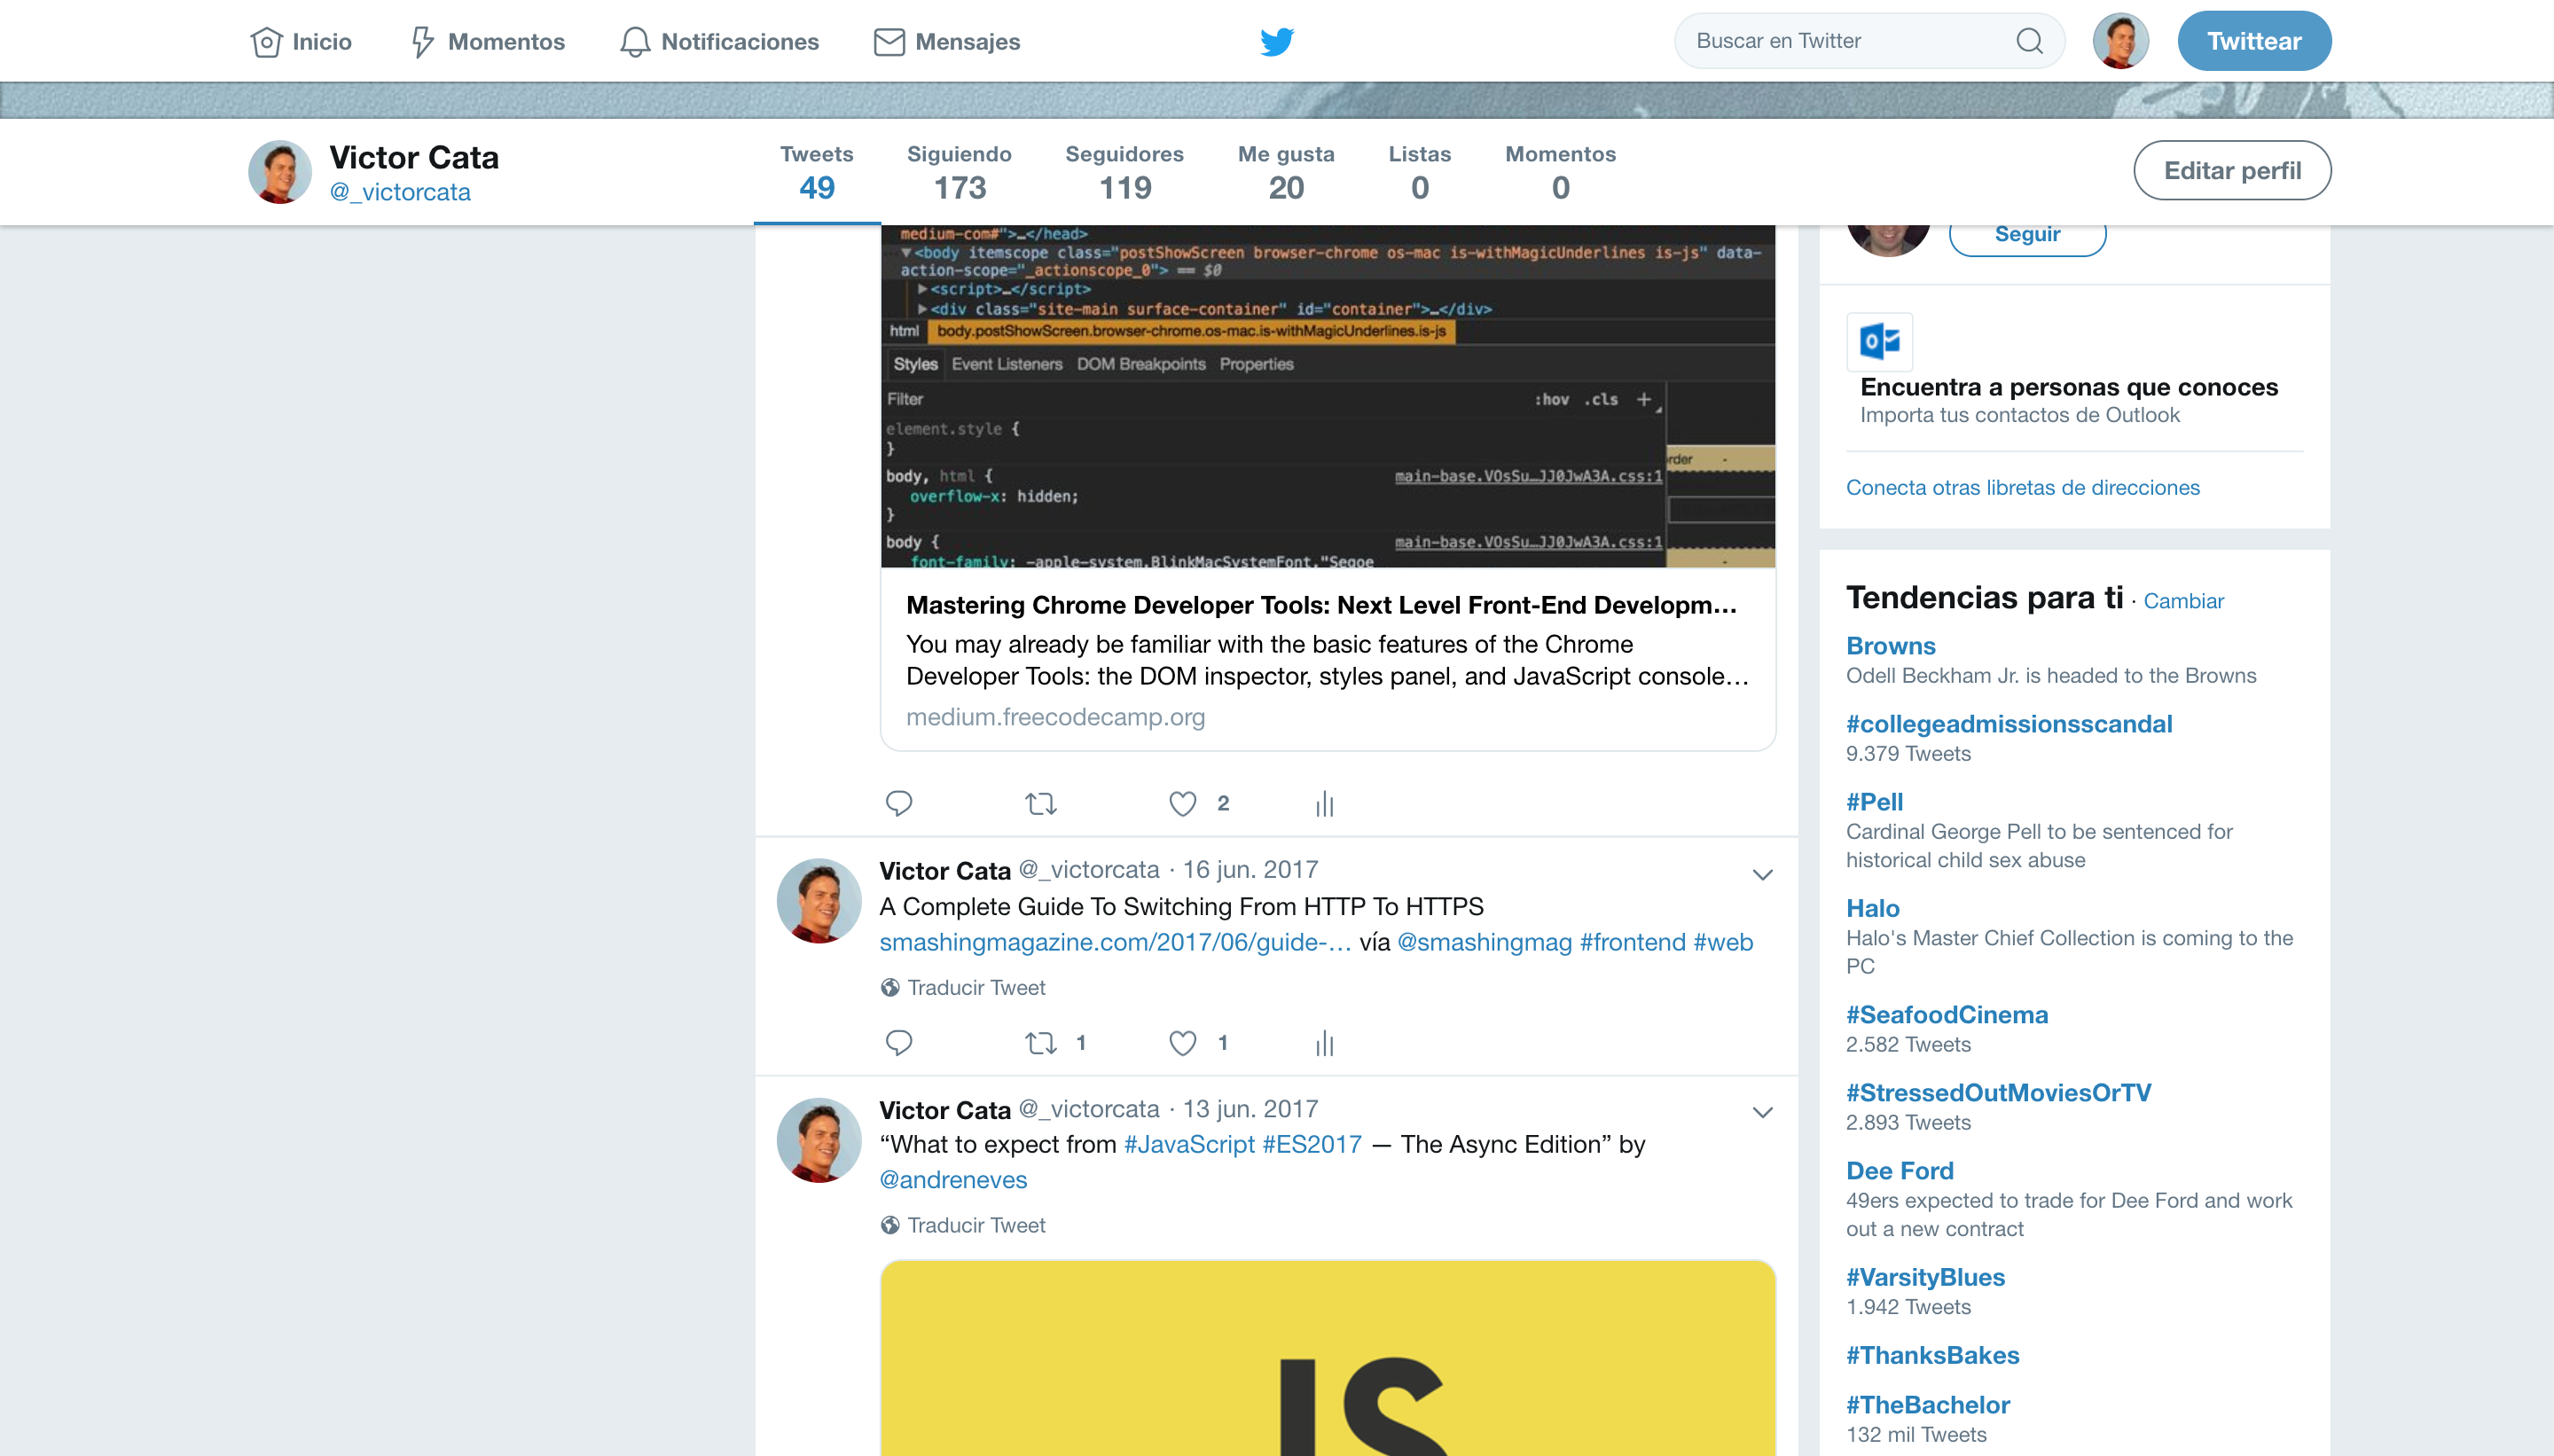 Inicio
Momentos
Notificaciones
Mensajes
Buscar en Twitter
Twittear
Victor Cata
@_victorcata
Tweets
49
Siguiendo
173
Seguidores
119
Me gusta
20
Listas
0
Momentos
0
Editar perfil
medium-com#">…</head>
▼<body itemscope class="postShowScreen browser-chrome os-mac is-withMagicUnderlines is-js" data-
action-scope="_actionscope_0"> == $0
▶<script>…</script>
▶<div class="site-main surface-container" id="container">…</div>
html body.postShowScreen.browser-chrome.os-mac.is-withMagicUnderlines.is-js
Styles Event Listeners DOM Breakpoints Properties
Filter :hov .cls +
element.style {
}
body, html { main-base.VOsSu…JJ0JwA3A.css:1
overflow-x: hidden;
}
body { main-base.VOsSu…JJ0JwA3A.css:1
font-family: -apple-system,BlinkMacSystemFont,"Segoe
rder -
-
Mastering Chrome Developer Tools: Next Level Front-End Developm...
You may already be familiar with the basic features of the Chrome
Developer Tools: the DOM inspector, styles panel, and JavaScript console...
medium.freecodecamp.org
2
Victor Cata @_victorcata · 16 jun. 2017
A Complete Guide To Switching From HTTP To HTTPS
smashingmagazine.com/2017/06/guide-… vía @smashingmag #frontend #web
Traducir Tweet
1 1
Victor Cata @_victorcata · 13 jun. 2017
“What to expect from #JavaScript #ES2017 — The Async Edition” by
@andreneves
Traducir Tweet
JS
Seguir
Encuentra a personas que conoces
Importa tus contactos de Outlook
Conecta otras libretas de direcciones
Tendencias para ti · Cambiar
Browns
Odell Beckham Jr. is headed to the Browns
#collegeadmissionsscandal
9.379 Tweets
#Pell
Cardinal George Pell to be sentenced for
historical child sex abuse
Halo
Halo's Master Chief Collection is coming to the
PC
#SeafoodCinema
2.582 Tweets
#StressedOutMoviesOrTV
2.893 Tweets
Dee Ford
49ers expected to trade for Dee Ford and work
out a new contract
#VarsityBlues
1.942 Tweets
#ThanksBakes
#TheBachelor
132 mil Tweets